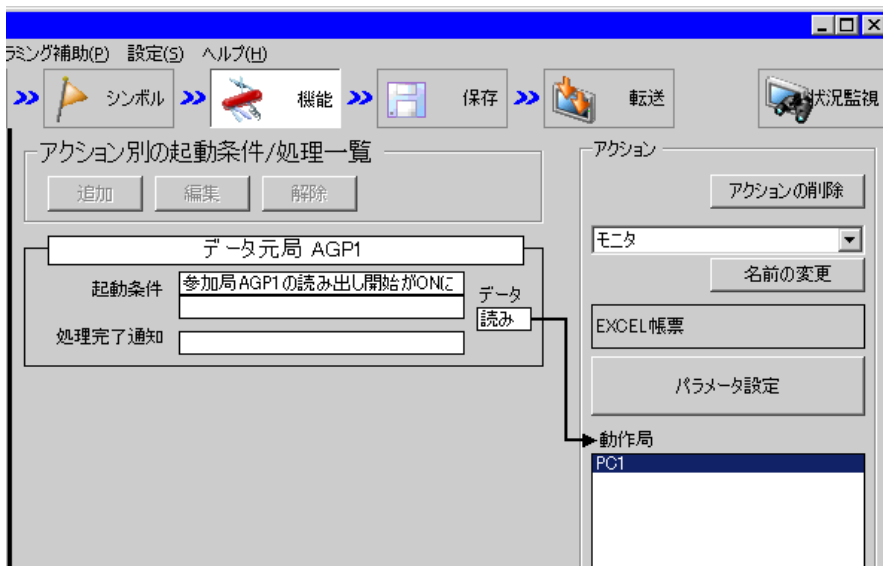 ラミング補助(P) 設定(S) ヘルプ(H)
シンボル 機能 保存 転送 状況監視
アクション別の起動条件/処理一覧
追加 編集 解除
データ元局 AGP1
起動条件
参加局AGP1の読み出し開始がONに
処理完了通知
データ
読み
アクション
アクションの削除
モニタ
名前の変更
EXCEL帳票
パラメータ設定
動作局
PC1